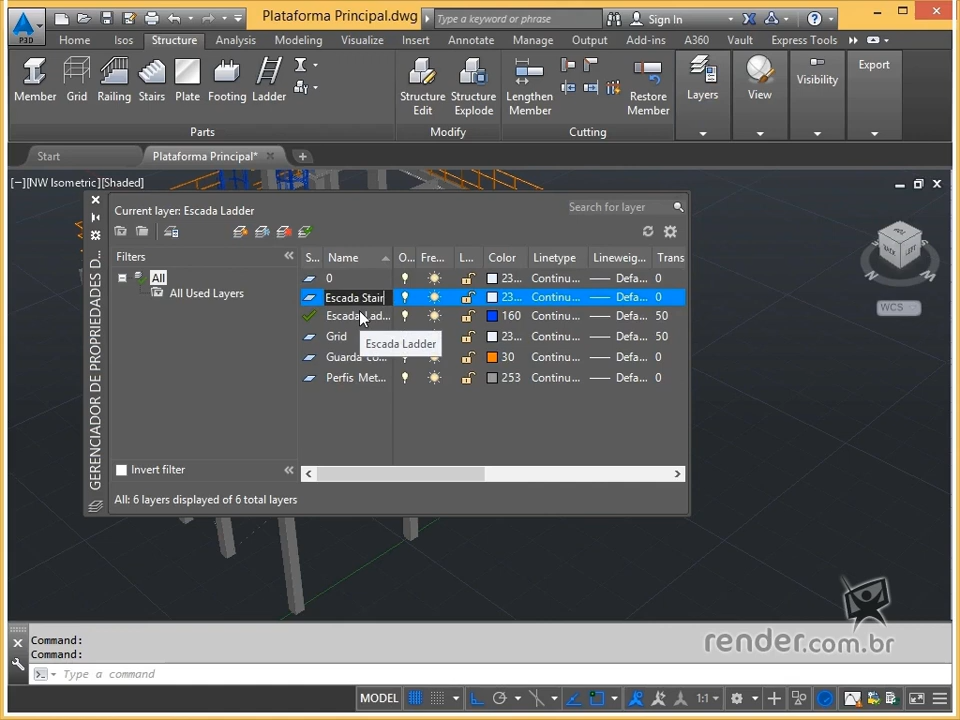 Plataforma Principal.dwg
Type a keyword or phrase
Sign In
P3D
Home Isos Structure Analysis Modeling Visualize Insert Annotate Manage Output Add-ins A360 Vault Express Tools
Member Grid Railing Stairs Plate Footing Ladder
Structure Edit
Structure Explode
Lengthen Member
Restore Member
Layers
View
Visibility
Export
Parts Modify Cutting
Start
Plataforma Principal*
[−][NW Isometric][Shaded]
Current layer: Escada Ladder
Search for layer
Filters
All
All Used Layers
S... Name O... Fre... L... Color Linetype Lineweig... Trans
0 23... Continu... Defa... 0
Escada Stair 23... Continu... Defa... 0
Escada Lad... 160 Continu... Defa... 50
Grid 23... Continu... Defa... 50
Escada Ladder
30 Continu... Defa... 0
Perfis Met... 253 Continu... Defa... 0
GERENCIADOR DE PROPRIEDADES D...
Invert filter
All: 6 layers displayed of 6 total layers
TOP
WCS
render.com.br
Command:
Command:
Type a command
MODEL
1:1